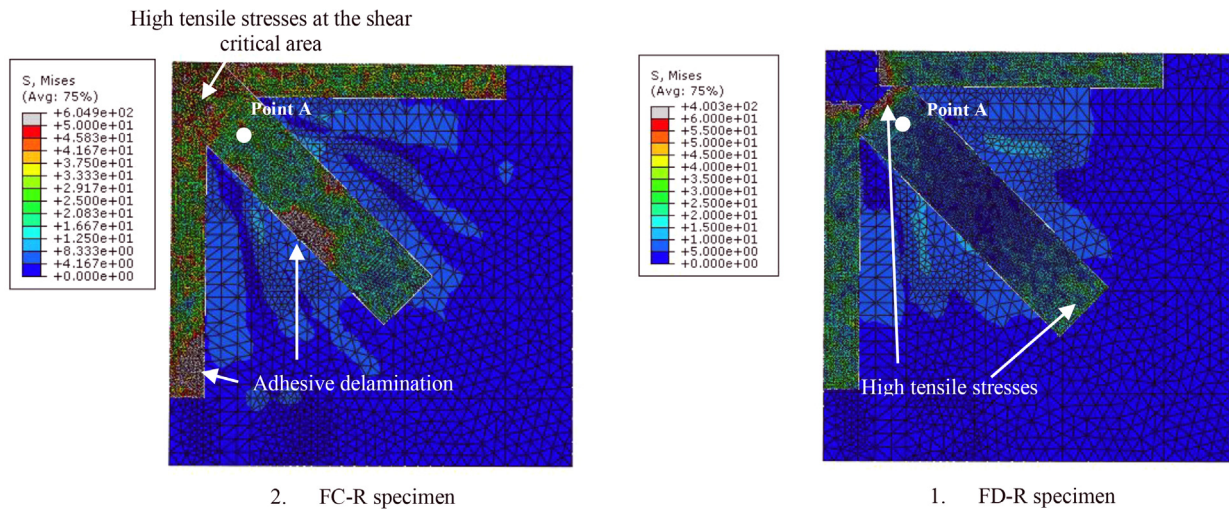 High tensile stresses at the shear
critical area
S, Mises
(Avg: 75%)
+6.049e+02
+5.000e+01
+4.583e+01
+4.167e+01
+3.750e+01
+3.333e+01
+2.917e+01
+2.500e+01
+2.083e+01
+1.667e+01
+1.250e+01
+8.333e+00
+4.167e+00
+0.000e+00
Point A
Adhesive delamination
2. FC-R specimen
S, Mises
(Avg: 75%)
+4.003e+02
+6.000e+01
+5.500e+01
+5.000e+01
+4.500e+01
+4.000e+01
+3.500e+01
+3.000e+01
+2.500e+01
+2.000e+01
+1.500e+01
+1.000e+01
+5.000e+00
+0.000e+00
Point A
High tensile stresses
1. FD-R specimen